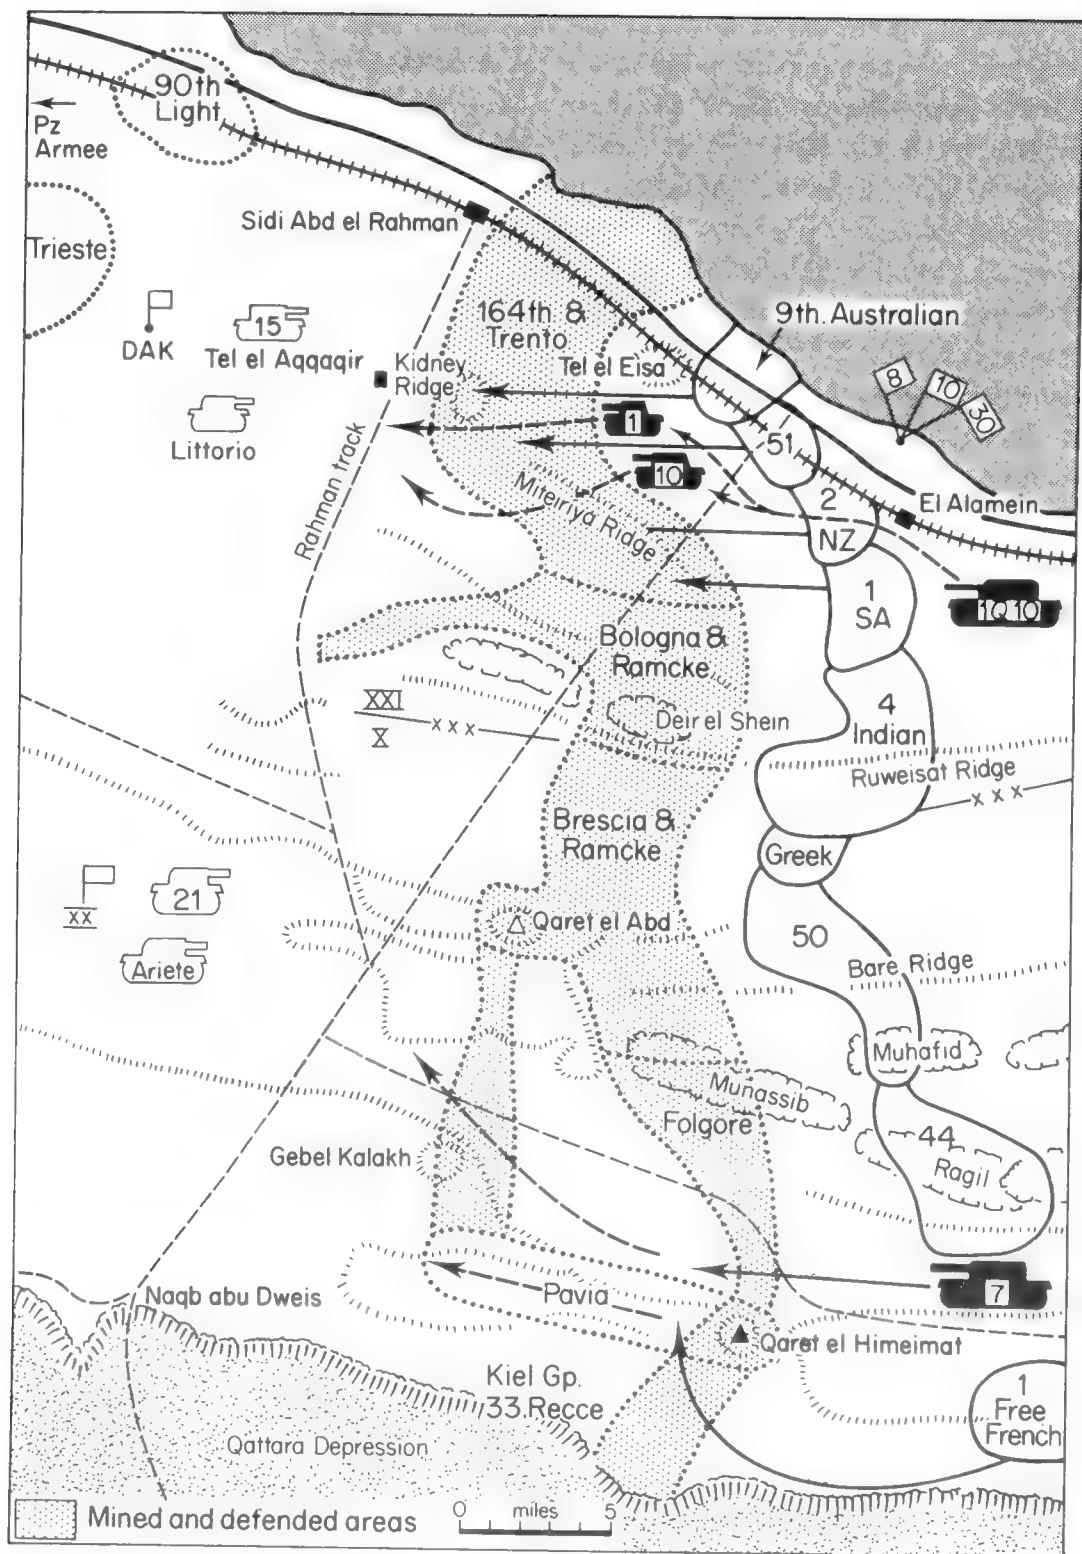 90th
Light
Pz
Armee
Trieste
Sidi Abd el Rahman
DAK
15
Tel el Aqqaqir
Littorio
164th &
Trento
Tel el Eisa
Kidney
Ridge
9th. Australian
8
10
30
1
51
10
2
NZ
El Alamein
Rahman track
Miteiriya Ridge
1
SA
1010
Bologna &
Ramcke
XXI
xxx
X
Deir el Shein
4
Indian
Ruweisat Ridge
xxx
Brescia &
Ramcke
Greek
XX
21
Ariete
Qaret el Abd
50
Bare Ridge
Muhafid
Munassib
Folgore
44
Ragil
Gebel Kalakh
Naqb abu Dweis
Pavia
7
Qaret el Himeimat
Kiel Gp.
33.Recce
1
Free
French
Qattara Depression
Mined and defended areas
0 miles 5